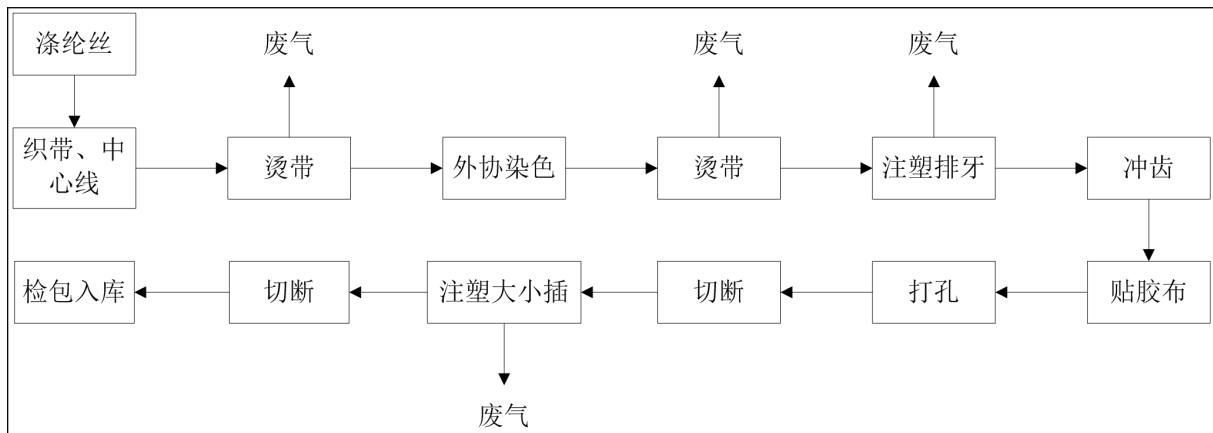 涤纶丝
废气
废气
废气
织带、中
心线
烫带
外协染色
烫带
注塑排牙
冲齿
检包入库
切断
注塑大小插
切断
打孔
贴胶布
废气